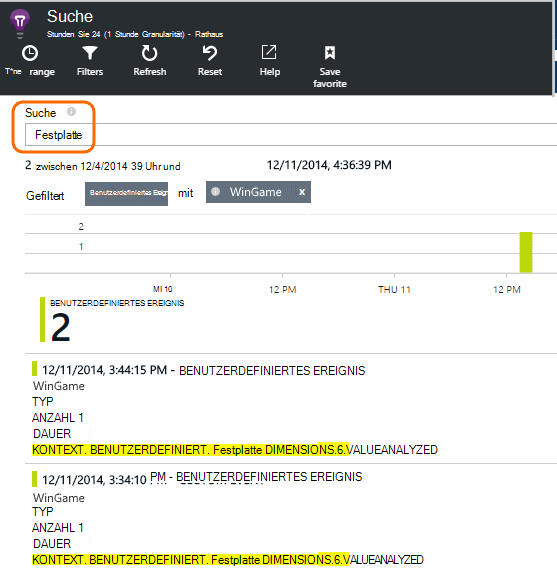 Suche
Stunden Sie 24 (1 Stunde Granularität) - Rathaus
T*ne range Filters Refresh Reset Help Save favorite
Suche
Festplatte
2 zwischen 12/4/2014 39 Uhr und 12/11/2014, 4:36:39 PM
Gefiltert Benutzerdefiniertes Ereign mit WinGame x
2
1
MI 10 12 PM THU 11 12 PM
BENUTZERDEFINIERTES EREIGNIS
2
12/11/2014, 3:44:15 PM - BENUTZERDEFINIERTES EREIGNIS
WinGame
TYP
ANZAHL 1
DAUER
KONTEXT. BENUTZERDEFINIERT. Festplatte DIMENSIONS.6.VALUEANALYZED
12/11/2014, 3:34:10 PM - BENUTZERDEFINIERTES EREIGNIS
WinGame
TYP
ANZAHL 1
DAUER
KONTEXT. BENUTZERDEFINIERT. Festplatte DIMENSIONS.6.VALUEANALYZED